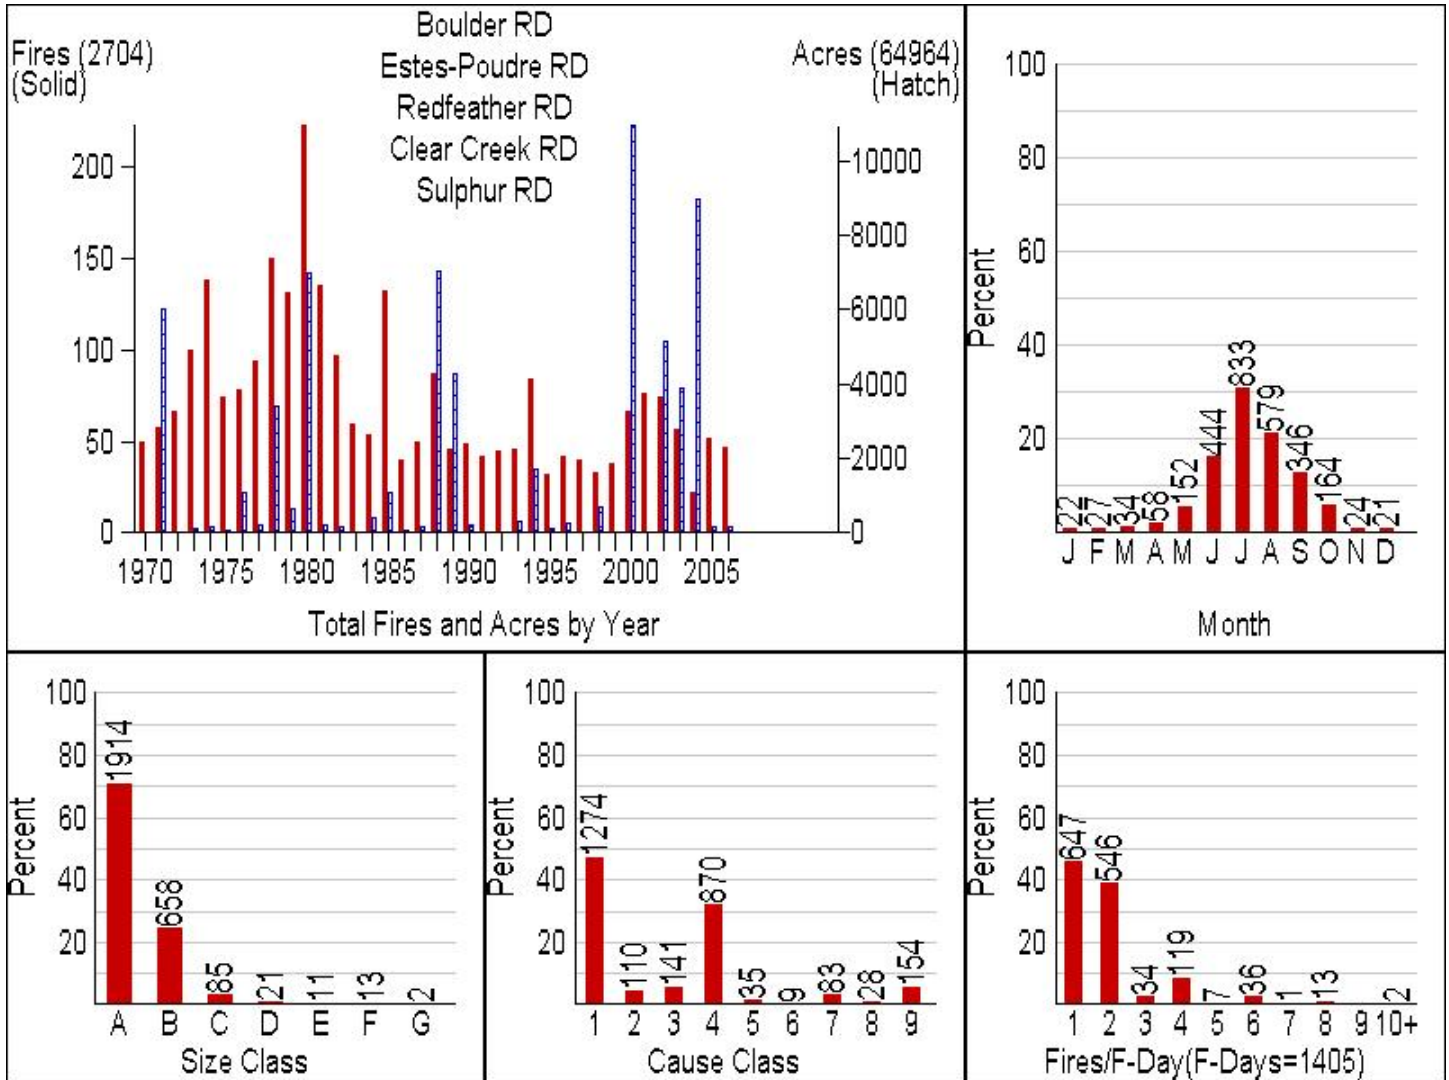 Boulder RD
Estes-Poudre RD
Redfeather RD
Clear Creek RD
Sulphur RD
Fires (2704)
(Solid)
Acres (64964)
(Hatch)
200
150
100
50
0
10000
8000
6000
4000
2000
0
1970 1975 1980 1985 1990 1995 2000 2005
Total Fires and Acres by Year
100
80
60
40
20
Percent
22 27 34 58 152 444 833 579 346 164 24 21
J F M A M J J A S O N D
Month
100
80
60
40
20
Percent
1914 658 85 21 11 13 2
A B C D E F G
Size Class
100
80
60
40
20
Percent
1274 110 141 870 35 9 83 28 154
1 2 3 4 5 6 7 8 9
Cause Class
100
80
60
40
20
Percent
647 546 34 119 7 36 1 13 2
1 2 3 4 5 6 7 8 9 10+
Fires/F-Day(F-Days=1405)